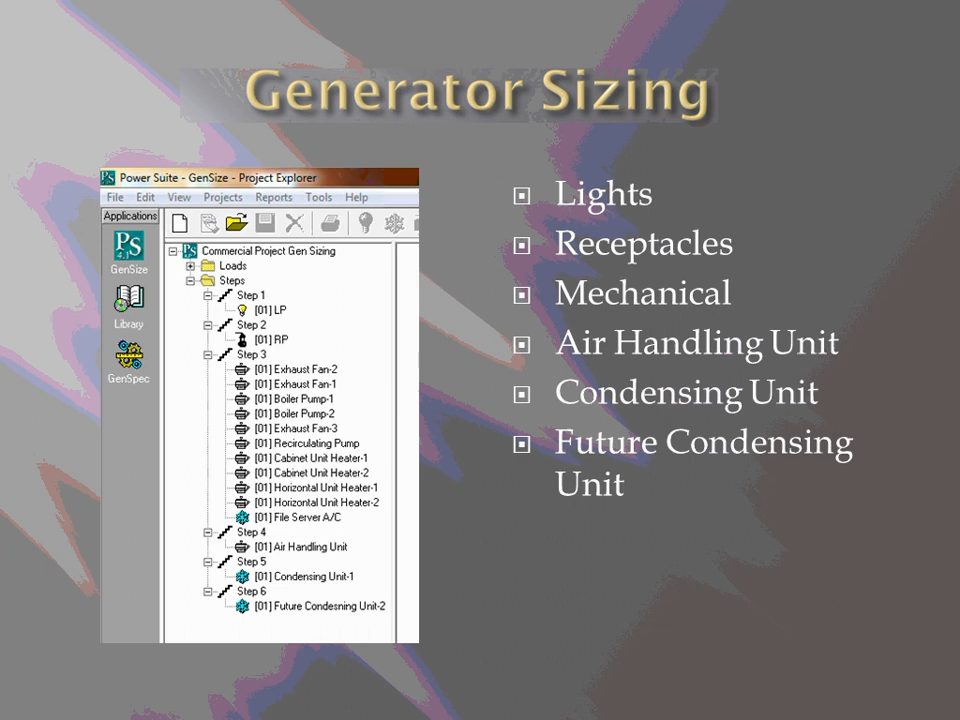 Generator Sizing
Power Suite - GenSize - Project Explorer
File Edit View Projects Reports Tools Help
Applications
PS
4.1
GenSize
Library
GenSpec
PS Commercial Project Gen Sizing
Loads
Steps
Step 1
[01] LP
Step 2
[01] RP
Step 3
[01] Exhaust Fan-2
[01] Exhaust Fan-1
[01] Boiler Pump-1
[01] Boiler Pump-2
[01] Exhaust Fan-3
[01] Recirculating Pump
[01] Cabinet Unit Heater-1
[01] Cabinet Unit Heater-2
[01] Horizontal Unit Heater-1
[01] Horizontal Unit Heater-2
[01] File Server A/C
Step 4
[01] Air Handling Unit
Step 5
[01] Condensing Unit-1
Step 6
[01] Future Condesning Unit-2
Lights
Receptacles
Mechanical
Air Handling Unit
Condensing Unit
Future Condensing
Unit